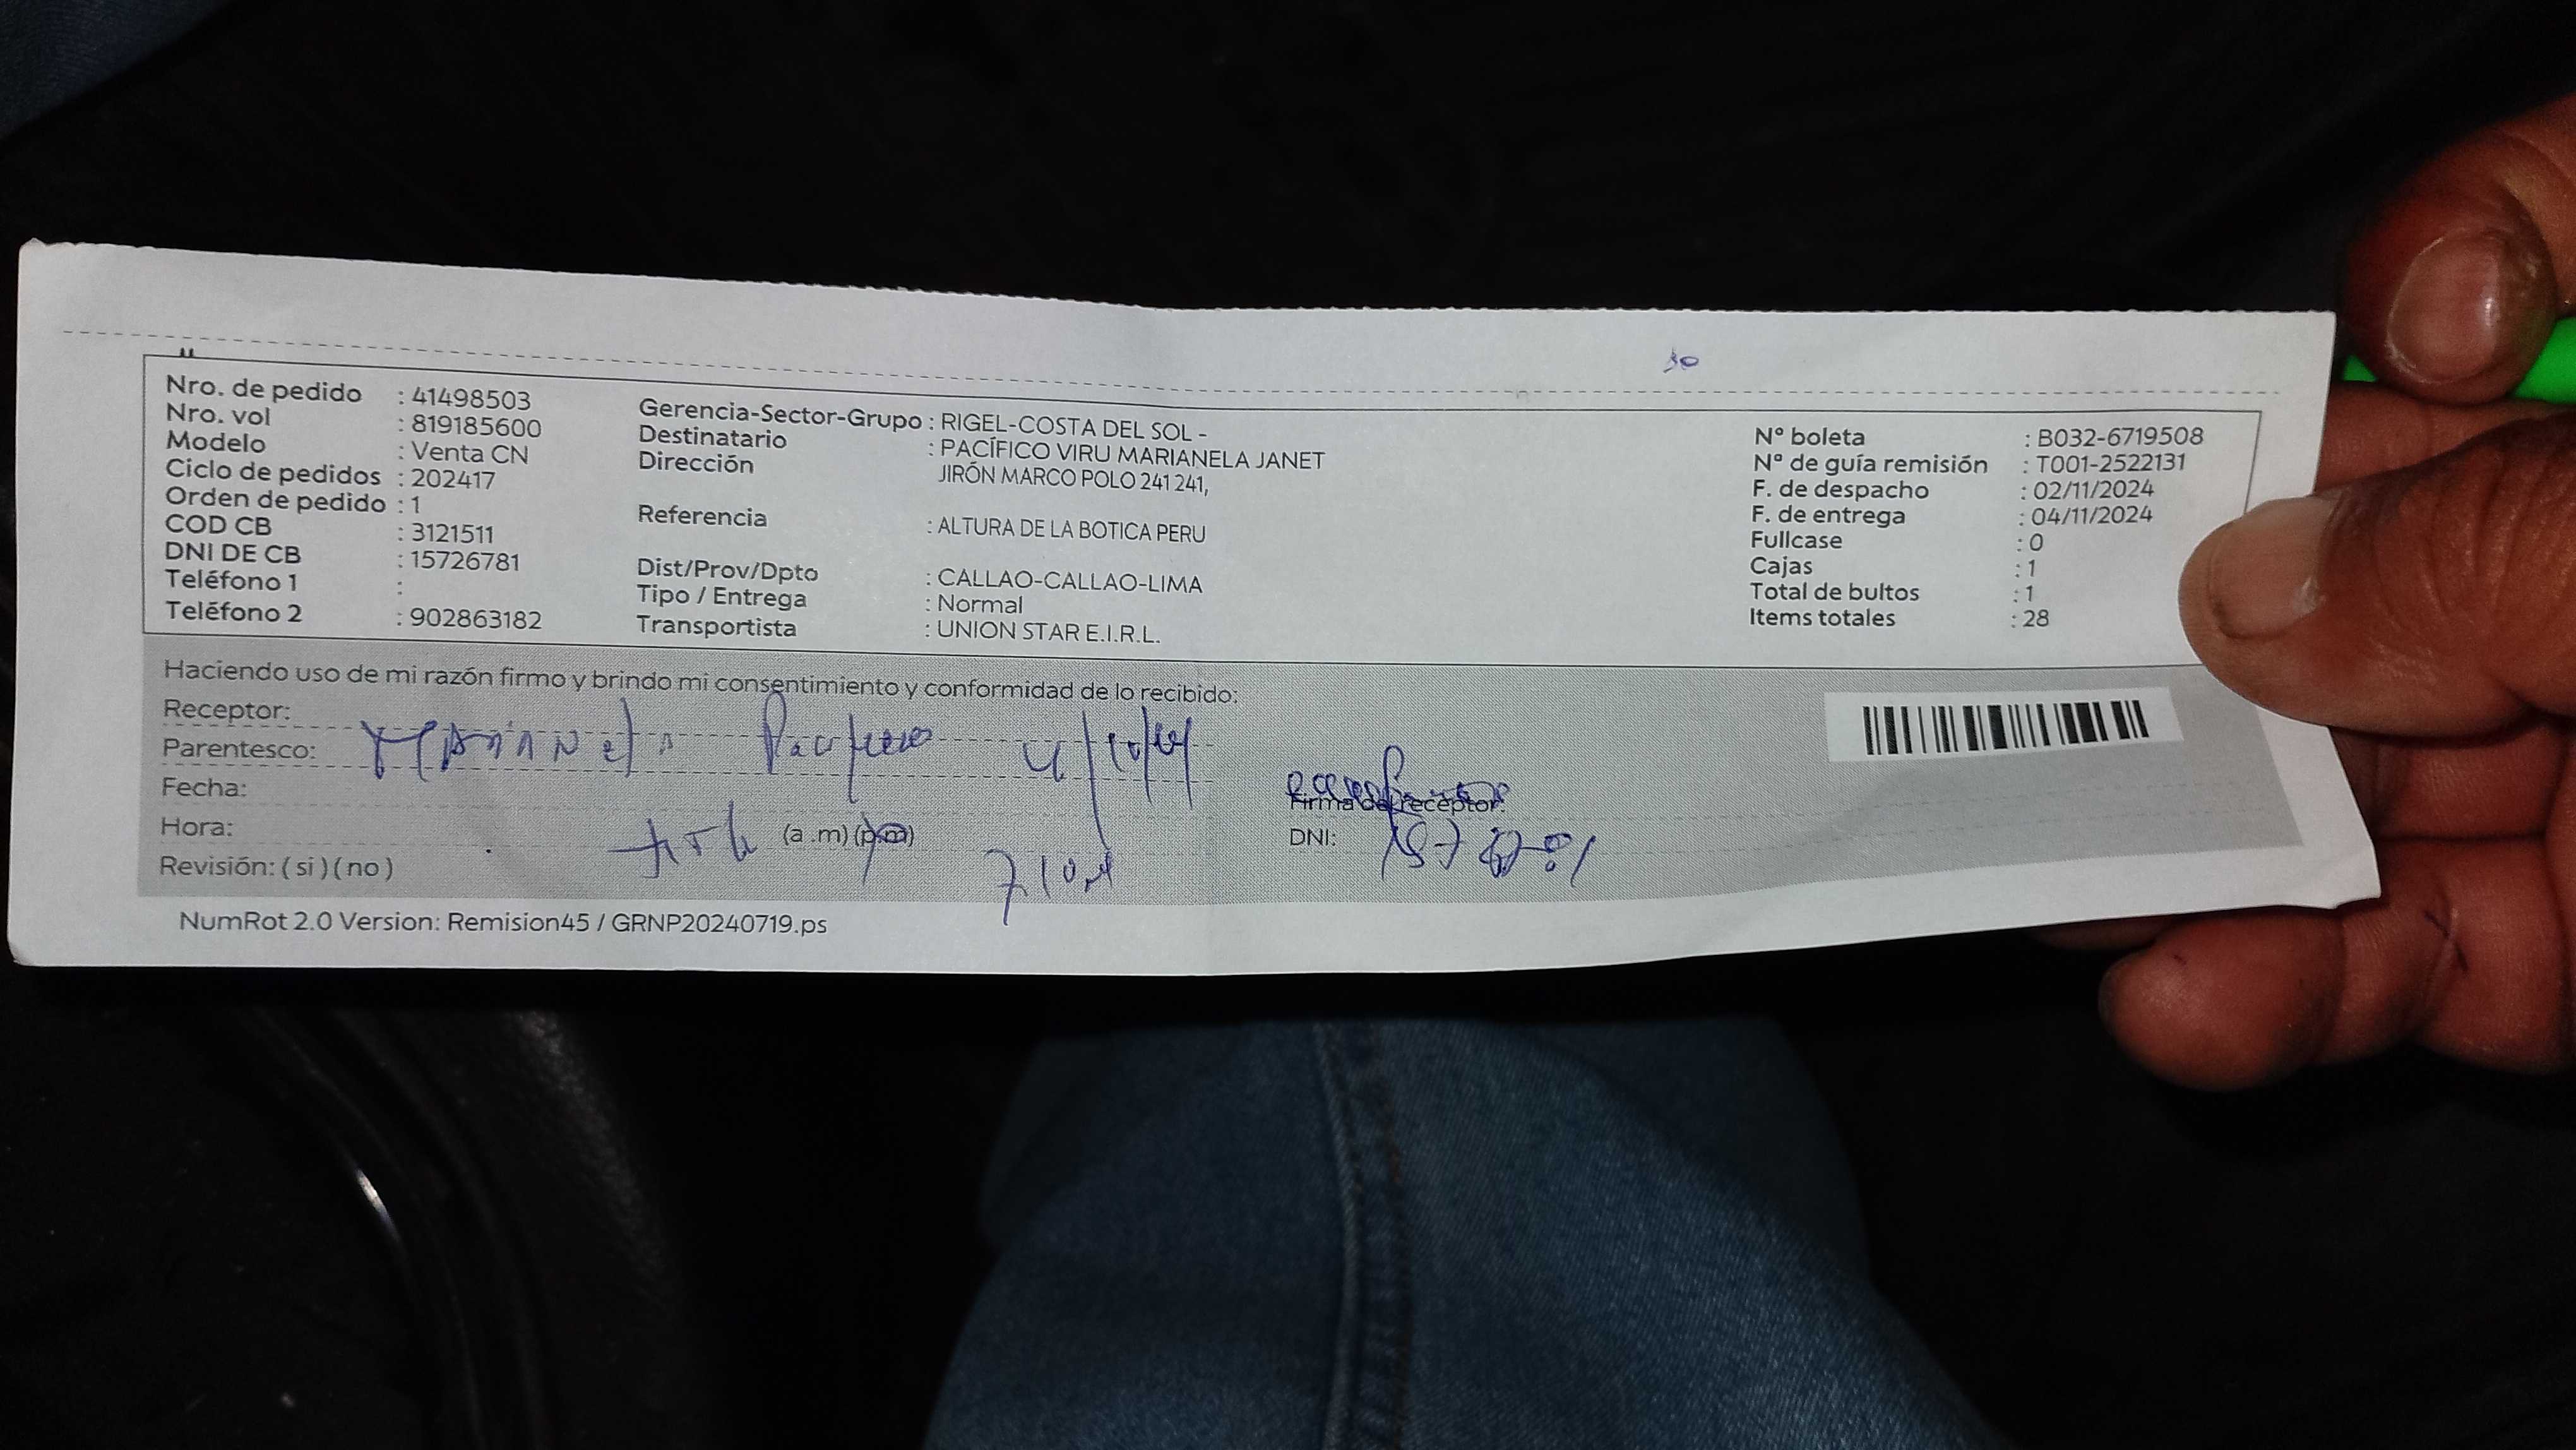 30
Nro. de pedido : 41498503
Nro. vol : 819185600
Modelo : Venta CN
Ciclo de pedidos : 202417
Orden de pedido : 1
COD CB : 3121511
DNI DE CB : 15726781
Teléfono 1 :
Teléfono 2 : 902863182
Gerencia-Sector-Grupo : RIGEL-COSTA DEL SOL -
Destinatario : PACÍFICO VIRU MARIANELA JANET
Dirección JIRÓN MARCO POLO 241 241,
Referencia : ALTURA DE LA BOTICA PERU
Dist/Prov/Dpto : CALLAO-CALLAO-LIMA
Tipo / Entrega : Normal
Transportista : UNION STAR E.I.R.L.
N° boleta : B032-6719508
N° de guía remisión : T001-2522131
F. de despacho : 02/11/2024
F. de entrega : 04/11/2024
Fullcase : 0
Cajas : 1
Total de bultos : 1
Items totales : 28
Haciendo uso de mi razón firmo y brindo mi consentimiento y conformidad de lo recibido:
Receptor:
Parentesco: Marianela Pacifico
Fecha:
Hora: (a .m) (p.m)
Revisión: ( si ) ( no )
Firma del receptor:
DNI:
NumRot 2.0 Version: Remision45 / GRNP20240719.ps